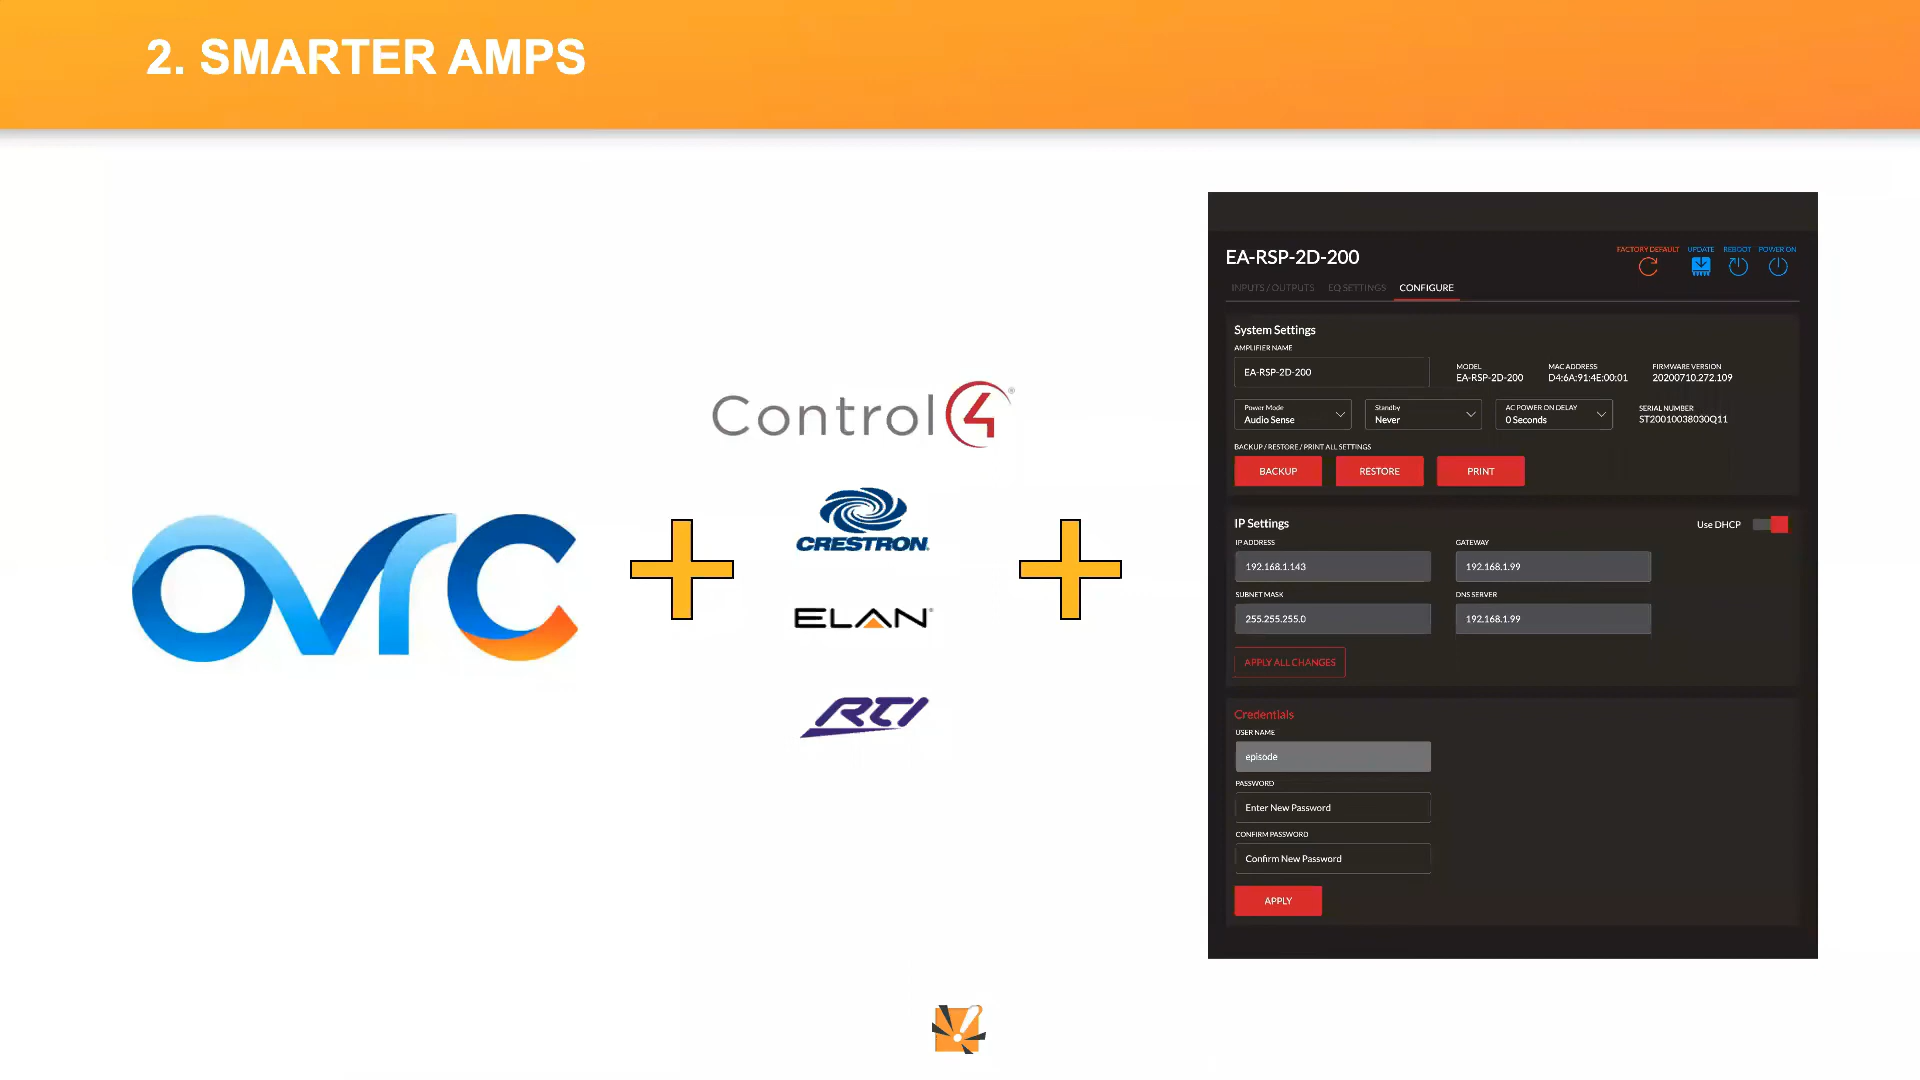 2. SMARTER AMPS
ovrc
Control4®
CRESTRON.
ELAN®
RTI
EA-RSP-2D-200
FACTORY DEFAULT UPDATE REBOOT POWER ON
INPUTS / OUTPUTS EQ SETTINGS CONFIGURE
System Settings
AMPLIFIER NAME
EA-RSP-2D-200
MODEL
EA-RSP-2D-200
MAC ADDRESS
D4:6A:91:4E:00:01
FIRMWARE VERSION
20200710.272.109
Power Mode
Audio Sense
Standby
Never
AC POWER ON DELAY
0 Seconds
SERIAL NUMBER
ST20010038030Q11
BACKUP / RESTORE / PRINT ALL SETTINGS
BACKUP RESTORE PRINT
IP Settings
Use DHCP
IP ADDRESS
192.168.1.143
GATEWAY
192.168.1.99
SUBNET MASK
255.255.255.0
DNS SERVER
192.168.1.99
APPLY ALL CHANGES
Credentials
USER NAME
episode
PASSWORD
Enter New Password
CONFIRM PASSWORD
Confirm New Password
APPLY